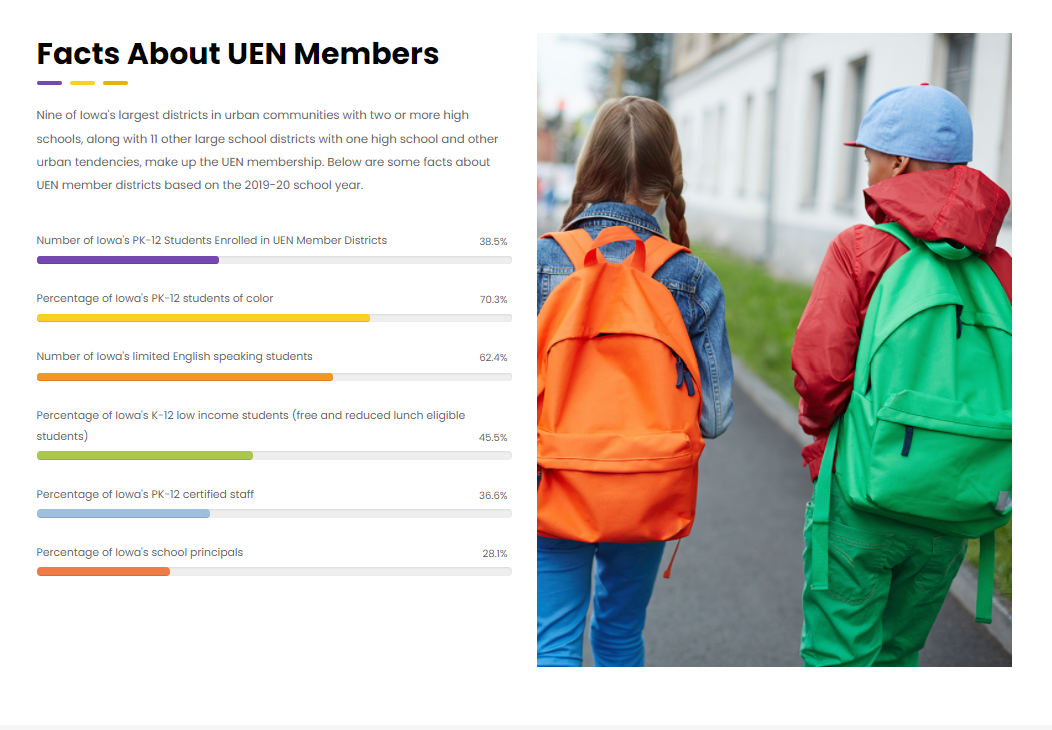 Facts About UEN Members
Nine of Iowa's largest districts in urban communities with two or more high
schools, along with 11 other large school districts with one high school and other
urban tendencies, make up the UEN membership. Below are some facts about
UEN member districts based on the 2019-20 school year.
Number of Iowa's PK-12 Students Enrolled in UEN Member Districts 38.5%
Percentage of Iowa's PK-12 students of color 70.3%
Number of Iowa's limited English speaking students 62.4%
Percentage of Iowa's K-12 low income students (free and reduced lunch eligible
students) 45.5%
Percentage of Iowa's PK-12 certified staff 36.6%
Percentage of Iowa's school principals 28.1%